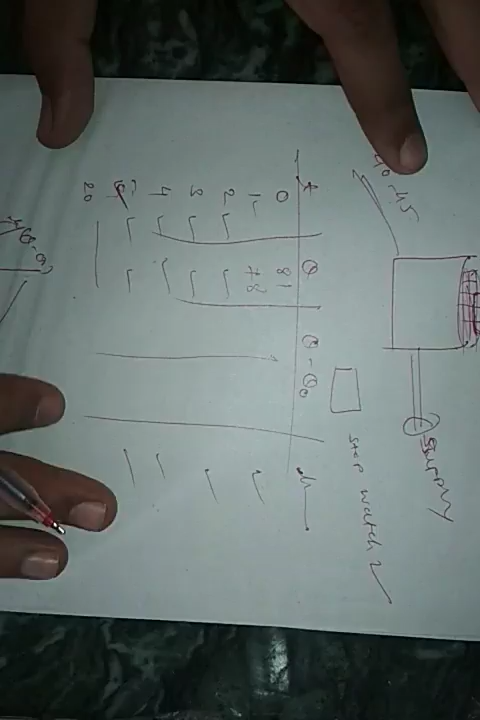 40-45
supply
stop watch
t θ θ-θ₀
0 81
1 78
2
3
4
5
20